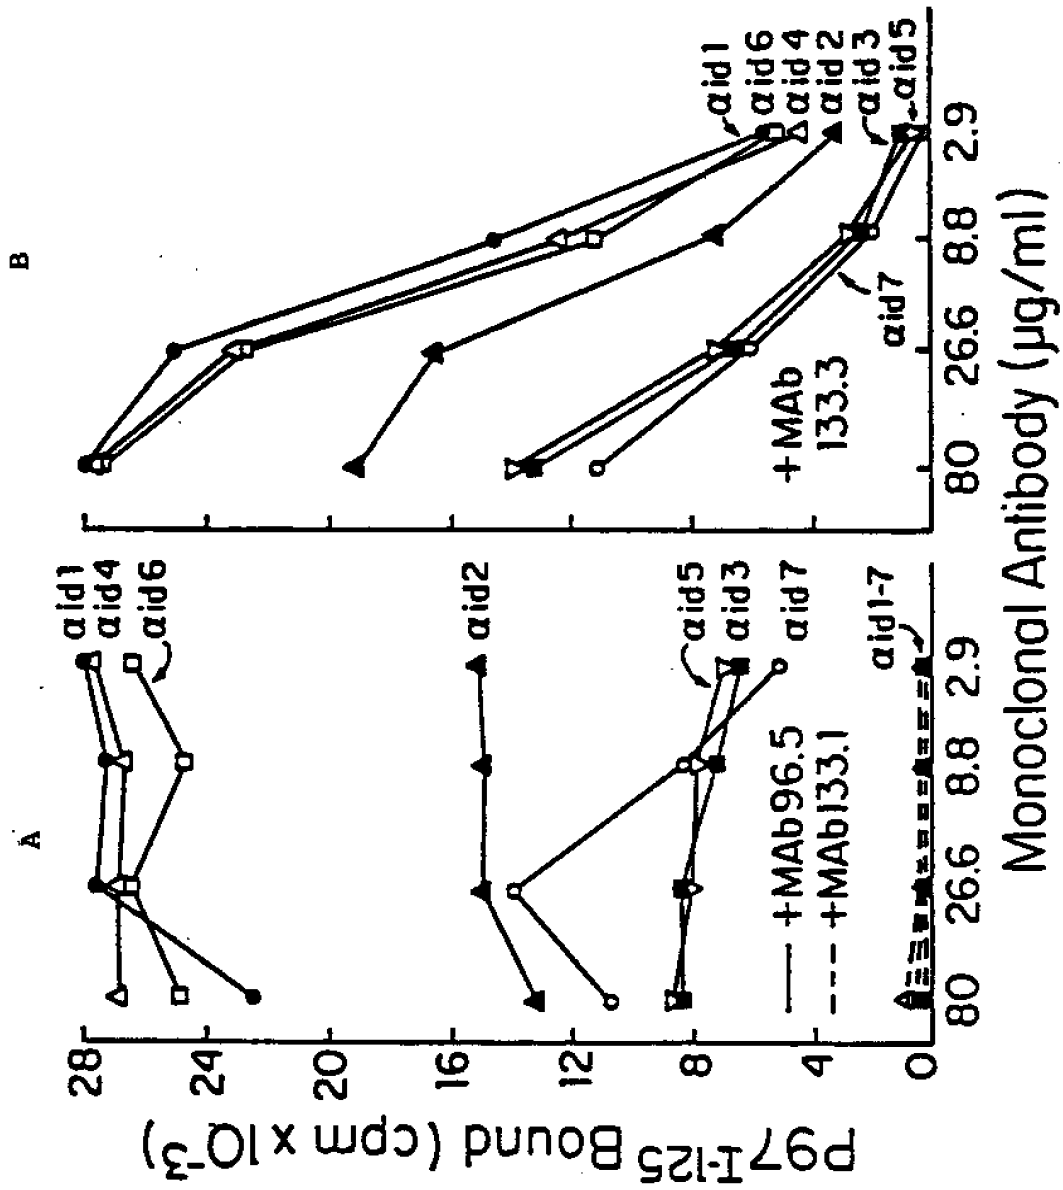 A
B
P97 I-125 Bound (cpm x 10⁻³)
28
24
20
16
12
8
4
0
αid1
αid4
αid6
αid2
αid5
αid3
αid7
αid1-7
+MAb96.5
+MAb133.1
80 26.6 8.8 2.9
αid1
αid6
αid4
αid2
αid3
αid5
αid7
+MAb
133.3
80 26.6 8.8 2.9
Monoclonal Antibody (μg/ml)